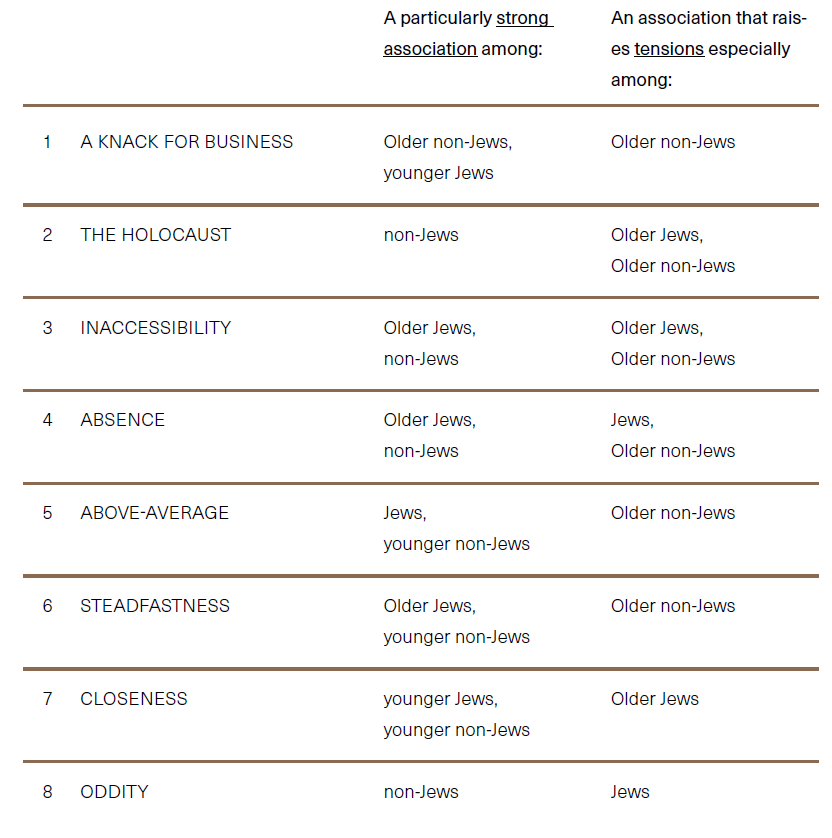 A particularly strong
association among:
An association that rais-
es tensions especially
among:
1 A KNACK FOR BUSINESS
Older non-Jews,
younger Jews
Older non-Jews
2 THE HOLOCAUST
non-Jews
Older Jews,
Older non-Jews
3 INACCESSIBILITY
Older Jews,
non-Jews
Older Jews,
Older non-Jews
4 ABSENCE
Older Jews,
non-Jews
Jews,
Older non-Jews
5 ABOVE-AVERAGE
Jews,
younger non-Jews
Older non-Jews
6 STEADFASTNESS
Older Jews,
younger non-Jews
Older non-Jews
7 CLOSENESS
younger Jews,
younger non-Jews
Older Jews
8 ODDITY
non-Jews
Jews